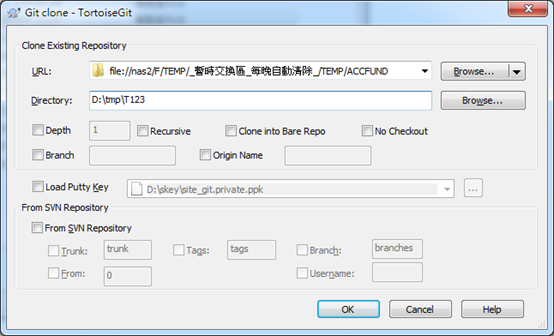 Git clone - TortoiseGit
Clone Existing Repository
URL: file://nas2/F/TEMP/_暫時交換區_每晚自動清除_/TEMP/ACCFUND Browse...
Directory: D:\tmp\T123 Browse...
Depth 1 Recursive Clone into Bare Repo No Checkout
Branch Origin Name
Load Putty Key D:\skey\site_git.private.ppk ...
From SVN Repository
From SVN Repository
Trunk: trunk Tags: tags Branch: branches
From: 0 Username:
OK Cancel Help